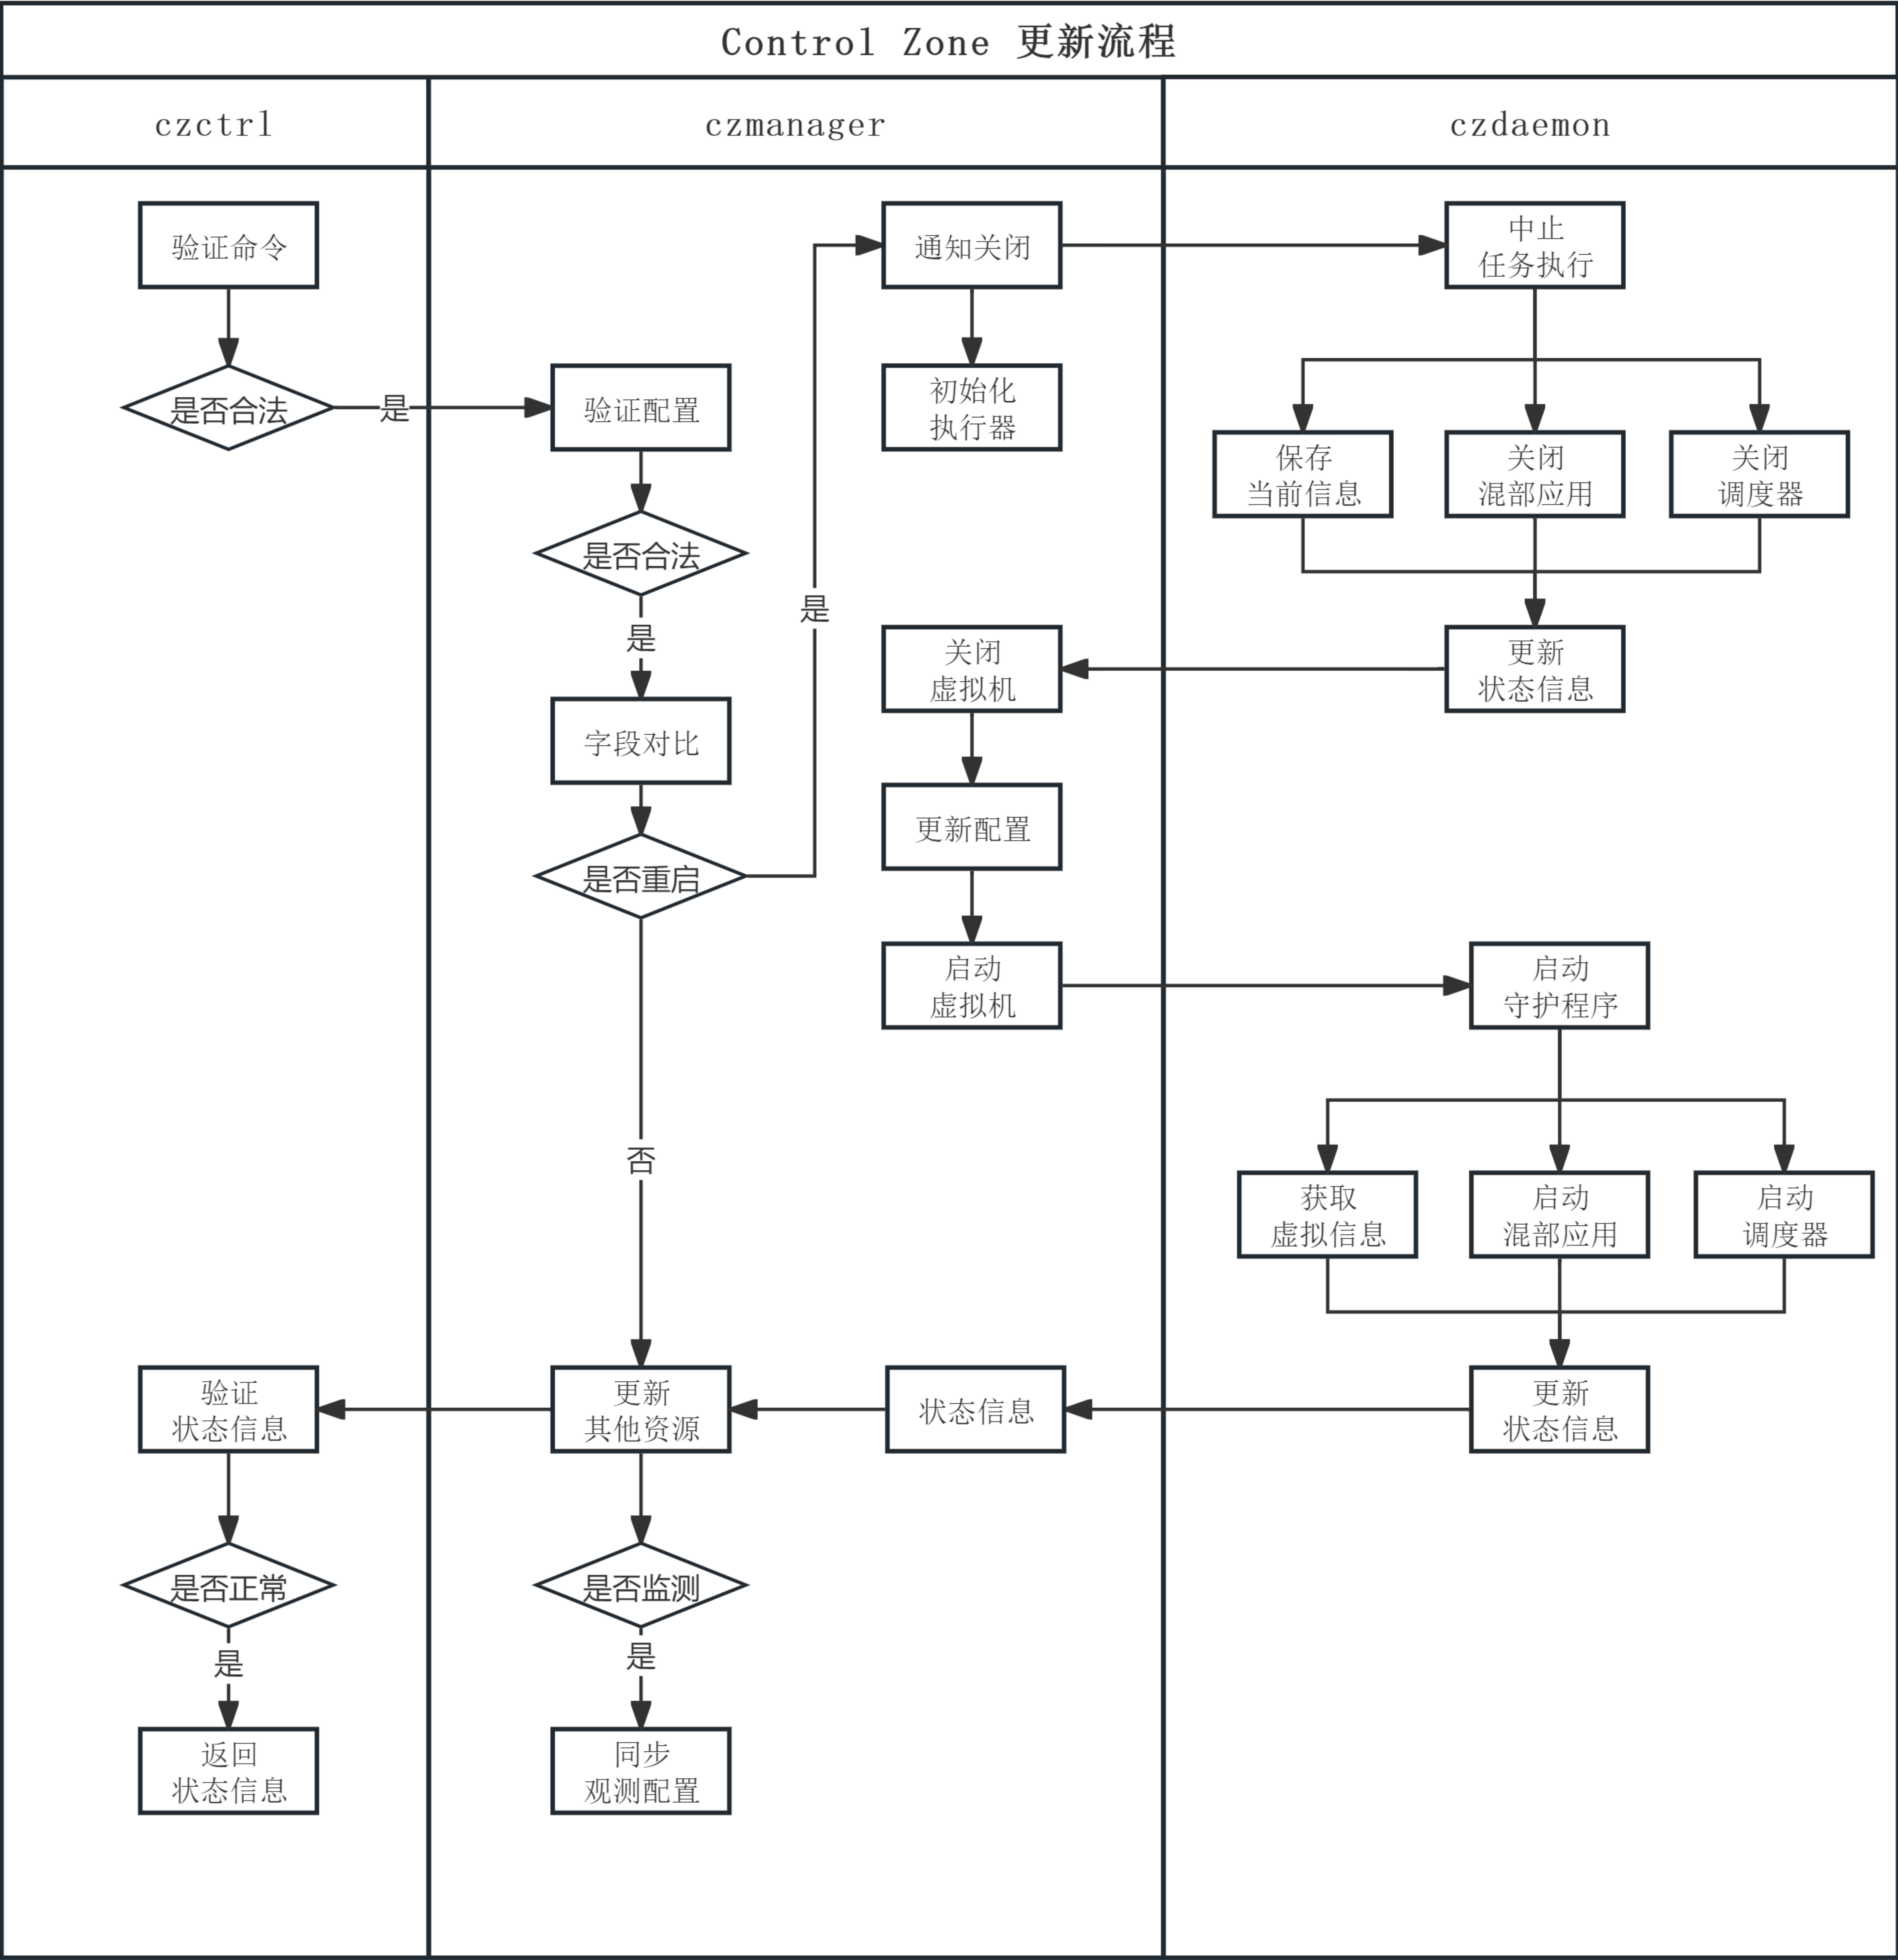 Control Zone 更新流程
czctrl
czmanager
czdaemon
验证命令
通知关闭
中止
任务执行
是否合法
是
验证配置
初始化
执行器
保存
当前信息
关闭
混部应用
关闭
调度器
是否合法
是
是
关闭
虚拟机
更新
状态信息
字段对比
更新配置
是否重启
启动
虚拟机
启动
守护程序
否
获取
虚拟信息
启动
混部应用
启动
调度器
验证
状态信息
更新
其他资源
状态信息
更新
状态信息
是否正常
是否监测
是
是
返回
状态信息
同步
观测配置